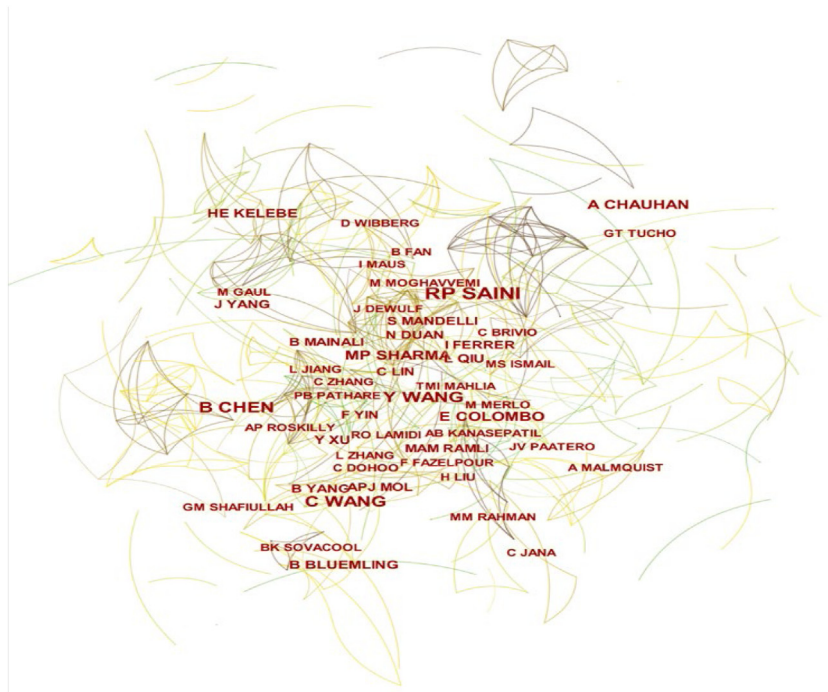 A CHAUHAN
HE KELEBE
D WIBBERG
GT TUCHO
B FAN
I MAUS
M MOGHAVVEMI
M GAUL
RP SAINI
J YANG
J DEWULF
S MANDELLI
C BRIVIO
N DUAN
B MAINALI
I FERRER
MP SHARMA
L QIU
MS ISMAIL
L JIANG
C LIN
C ZHANG
TMI MAHLIA
PB PATHARE
Y WANG
M MERLO
B CHEN
F YIN
E COLOMBO
AP ROSKILLY
RO LAMIDI
AB KANASEPATIL
Y XU
MAM RAMLI
JV PAATERO
L ZHANG
F FAZELPOUR
C DOHOO
A MALMQUIST
H LIU
B YANG
APJ MOL
C WANG
GM SHAFIULLAH
MM RAHMAN
BK SOVACOOL
C JANA
B BLUEMLING